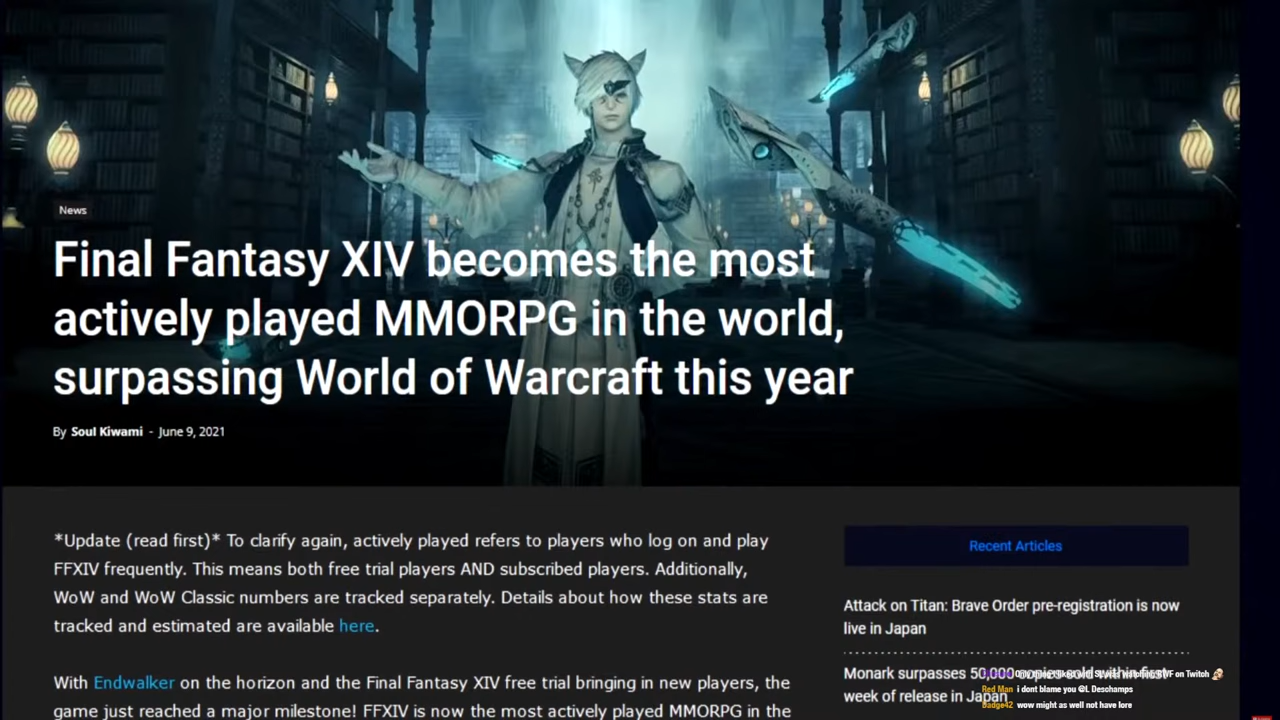 News
Final Fantasy XIV becomes the most
actively played MMORPG in the world,
surpassing World of Warcraft this year
By Soul Kiwami - June 9, 2021
*Update (read first)* To clarify again, actively played refers to players who log on and play
FFXIV frequently. This means both free trial players AND subscribed players. Additionally,
WoW and WoW Classic numbers are tracked separately. Details about how these stats are
tracked and estimated are available here.
With Endwalker on the horizon and the Final Fantasy XIV free trial bringing in new players, the
game just reached a major milestone! FFXIV is now the most actively played MMORPG in the
Recent Articles
Attack on Titan: Brave Order pre-registration is now
live in Japan
Monark surpasses 50,000 copies sold within first
week of release in Japan
on Twitch
Red Man i dont blame you @L Deschamps
Badge42 wow might as well not have lore